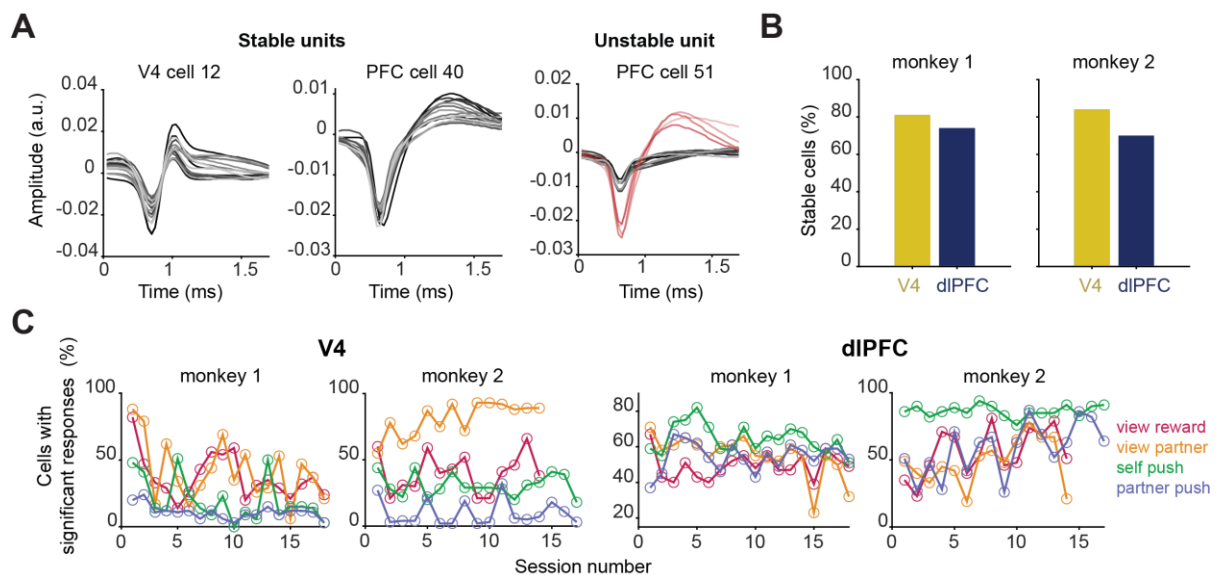 A
Stable units
Unstable unit
V4 cell 12
PFC cell 40
PFC cell 51
Amplitude (a.u.)
0.04
0.02
0
-0.02
-0.04
0
1
1.5
Time (ms)
0.01
0
-0.01
-0.02
-0.03
0
1
1.5
Time (ms)
0.02
0.01
0
-0.01
0.02
-0.03
0
1
1.5
Time (ms)
B
monkey 1
monkey 2
Stable cells (%)
100
80
60
40
20
0
V4 dlPFC
V4 dlPFC
C
V4
dlPFC
monkey 1
monkey 2
monkey 1
monkey 2
Cells with
significant responses (%)
100
50
0
0 5 10 15
100
50
0
0 5 10 15
80
60
40
20
0 5 10 15
100
50
0
0 5 10 15
Session number
view reward
view partner
self push
partner push